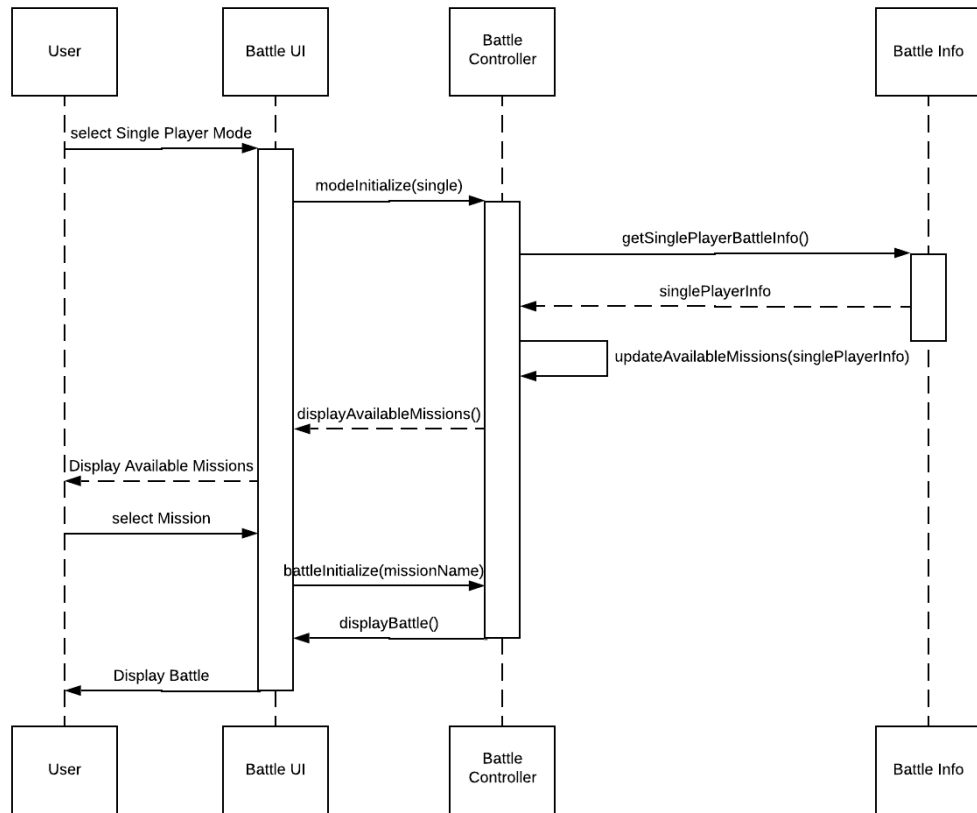 User
Battle UI
Battle
Controller
Battle Info
select Single Player Mode
modeInitialize(single)
getSinglePlayerBattleInfo()
singlePlayerInfo
updateAvailableMissions(singlePlayerInfo)
displayAvailableMissions()
Display Available Missions
select Mission
battleInitialize(missionName)
displayBattle()
Display Battle
User
Battle UI
Battle
Controller
Battle Info